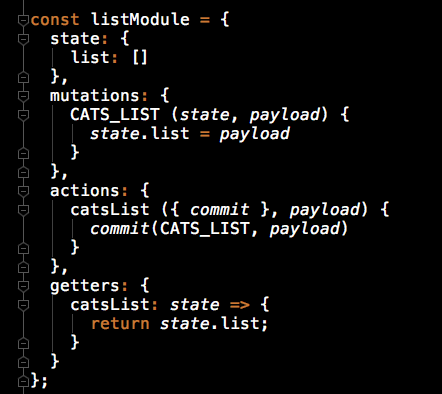 const listModule = {
  state: {
    list: []
  },
  mutations: {
    CATS_LIST (state, payload) {
      state.list = payload
    }
  },
  actions: {
    catsList ({ commit }, payload) {
      commit(CATS_LIST, payload)
    }
  },
  getters: {
    catsList: state => {
      return state.list;
    }
  }
};